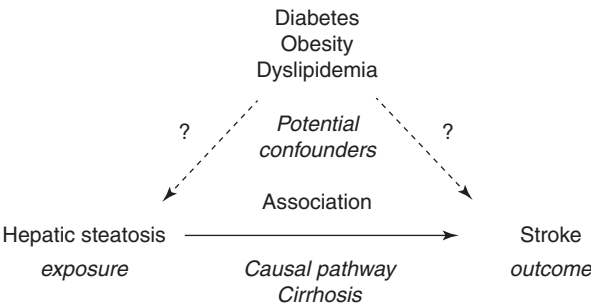 Diabetes
Obesity
Dyslipidemia
?
Potential
confounders
?
Association
Hepatic steatosis
exposure
Causal pathway
Cirrhosis
Stroke
outcome